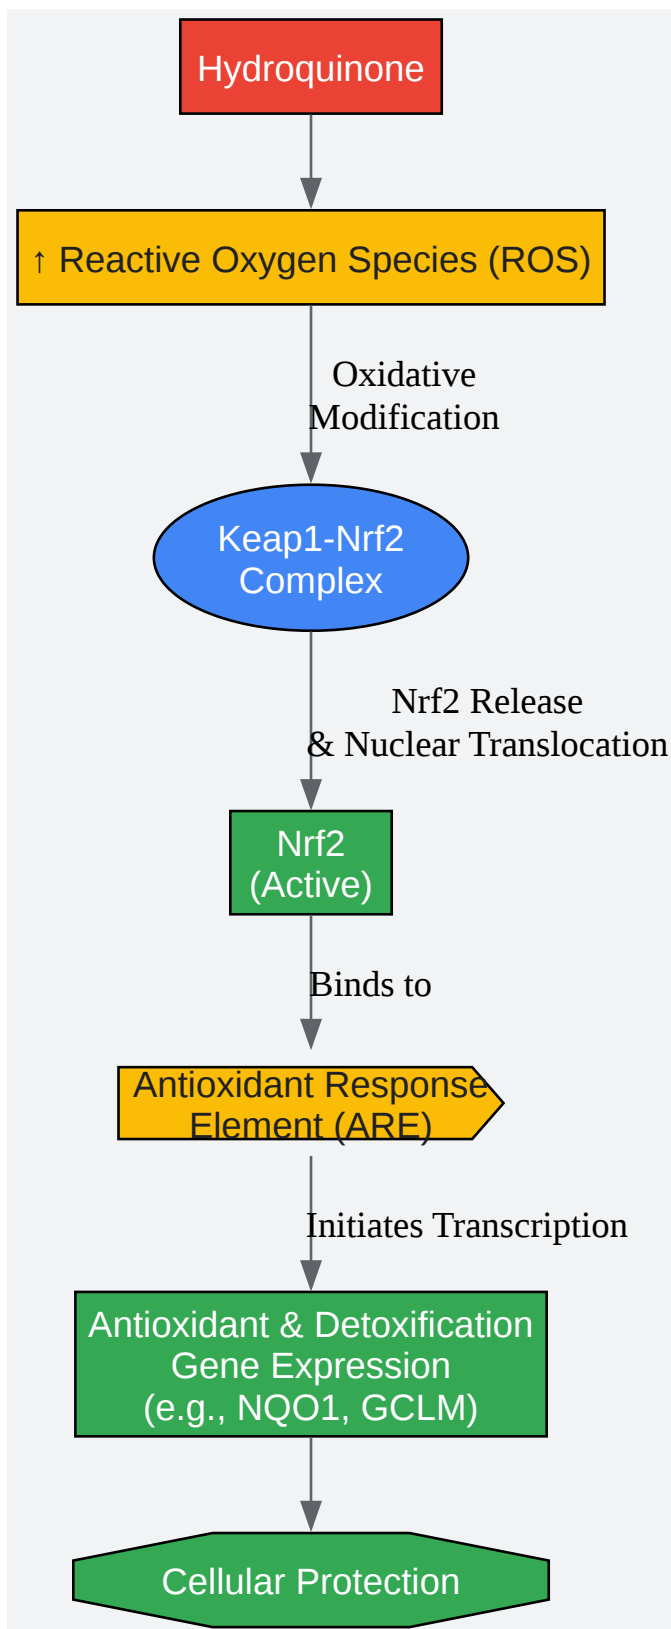 Hydroquinone
↑ Reactive Oxygen Species (ROS)
Oxidative
Modification
Keap1-Nrf2
Complex
Nrf2 Release
& Nuclear Translocation
Nrf2
(Active)
Binds to
Antioxidant Response
Element (ARE)
Initiates Transcription
Antioxidant & Detoxification
Gene Expression
(e.g., NQO1, GCLM)
Cellular Protection